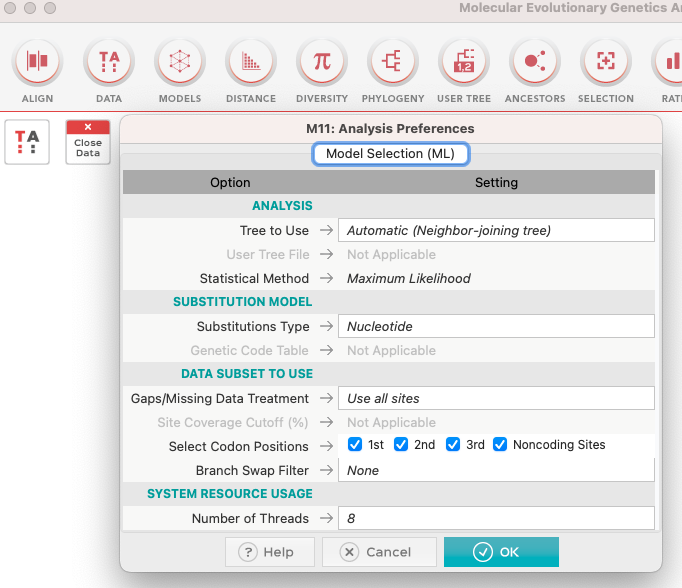 Molecular Evolutionary Genetics A
TA
1 2
ALIGN DATA MODELS DISTANCE DIVERSITY PHYLOGENY USER TREE ANCESTORS SELECTION RAT
TA
Close
Data
M11: Analysis Preferences
Model Selection (ML)
Option Setting
ANALYSIS
Tree to Use → Automatic (Neighbor-joining tree)
User Tree File → Not Applicable
Statistical Method → Maximum Likelihood
SUBSTITUTION MODEL
Substitutions Type → Nucleotide
Genetic Code Table → Not Applicable
DATA SUBSET TO USE
Gaps/Missing Data Treatment → Use all sites
Site Coverage Cutoff (%) → Not Applicable
Select Codon Positions → 1st 2nd 3rd Noncoding Sites
Branch Swap Filter → None
SYSTEM RESOURCE USAGE
Number of Threads → 8
? Help Cancel OK